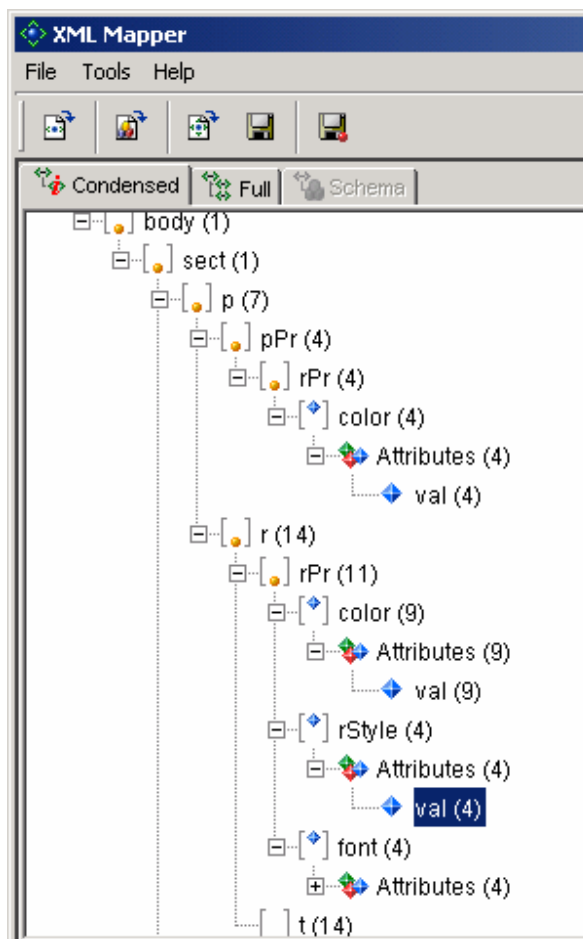 XML Mapper
File Tools Help
Condensed Full Schema
body (1)
sect (1)
p (7)
pPr (4)
rPr (4)
color (4)
Attributes (4)
val (4)
r (14)
rPr (11)
color (9)
Attributes (9)
val (9)
rStyle (4)
Attributes (4)
val (4)
font (4)
Attributes (4)
t (14)